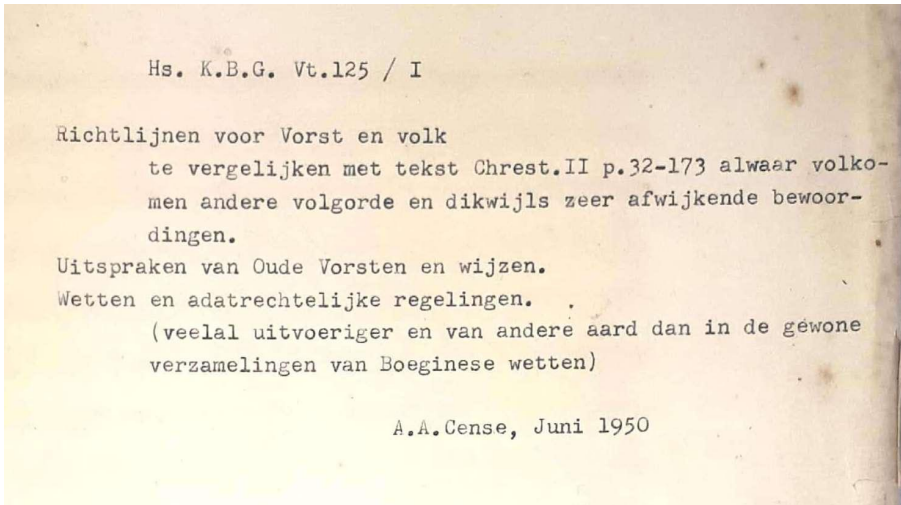 Hs. K.B.G. Vt.125 / I
Richtlijnen voor Vorst en volk
te vergelijken met tekst Chrest.II p.32-173 alwaar volko-
men andere volgorde en dikwijls zeer afwijkende bewoor-
dingen.
Uitspraken van Oude Vorsten en wijzen.
Wetten en adatrechtelijke regelingen.
(veelal uitvoeriger en van andere aard dan in de gewone
verzamelingen van Boeginese wetten)
A.A.Cense, Juni 1950